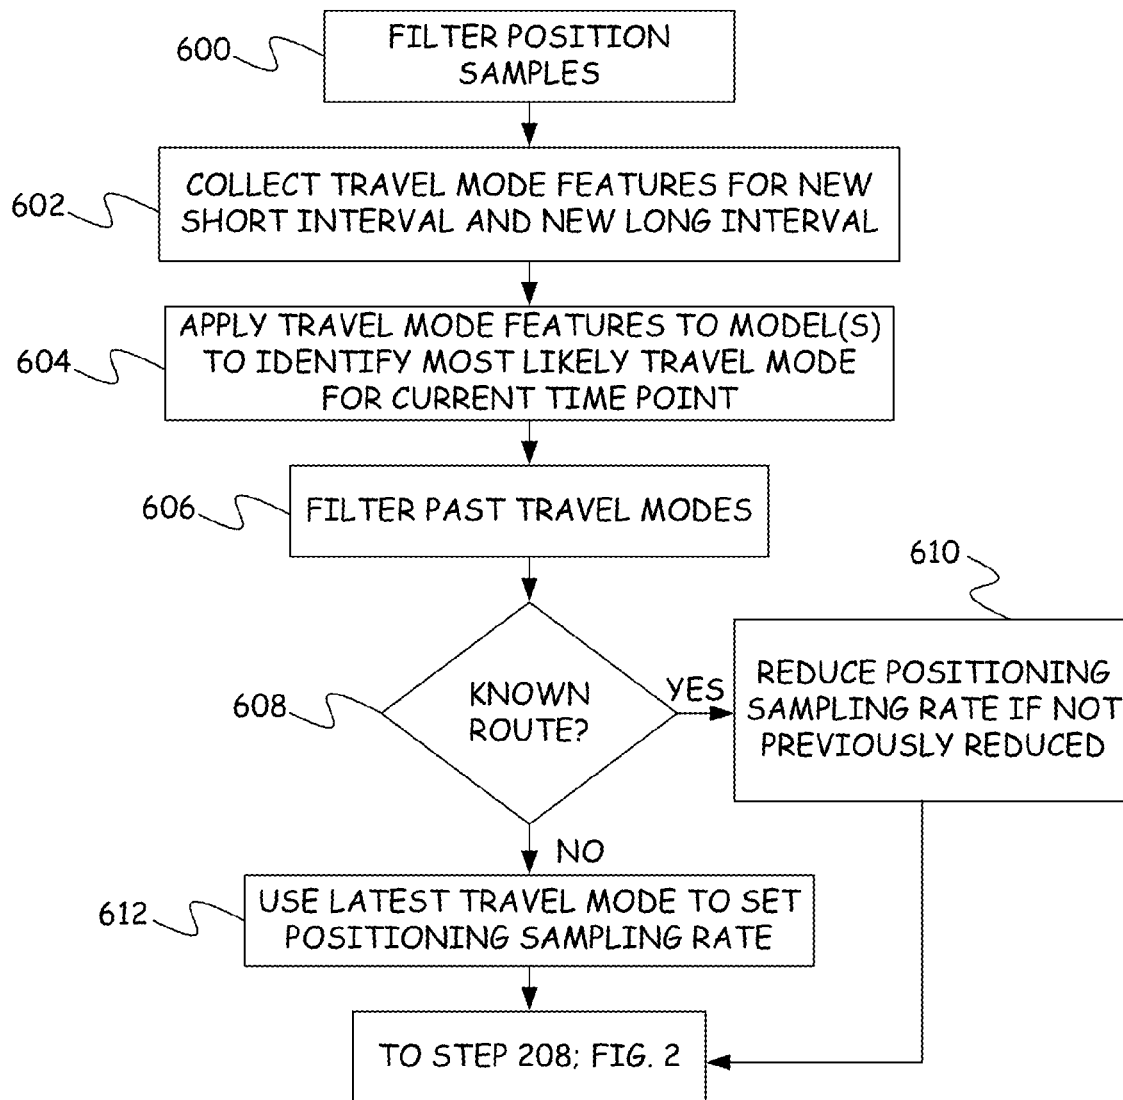 600
FILTER POSITION
SAMPLES
602
COLLECT TRAVEL MODE FEATURES FOR NEW
SHORT INTERVAL AND NEW LONG INTERVAL
604
APPLY TRAVEL MODE FEATURES TO MODEL(S)
TO IDENTIFY MOST LIKELY TRAVEL MODE
FOR CURRENT TIME POINT
606
FILTER PAST TRAVEL MODES
608
KNOWN
ROUTE?
YES
610
REDUCE POSITIONING
SAMPLING RATE IF NOT
PREVIOUSLY REDUCED
NO
612
USE LATEST TRAVEL MODE TO SET
POSITIONING SAMPLING RATE
TO STEP 208; FIG. 2